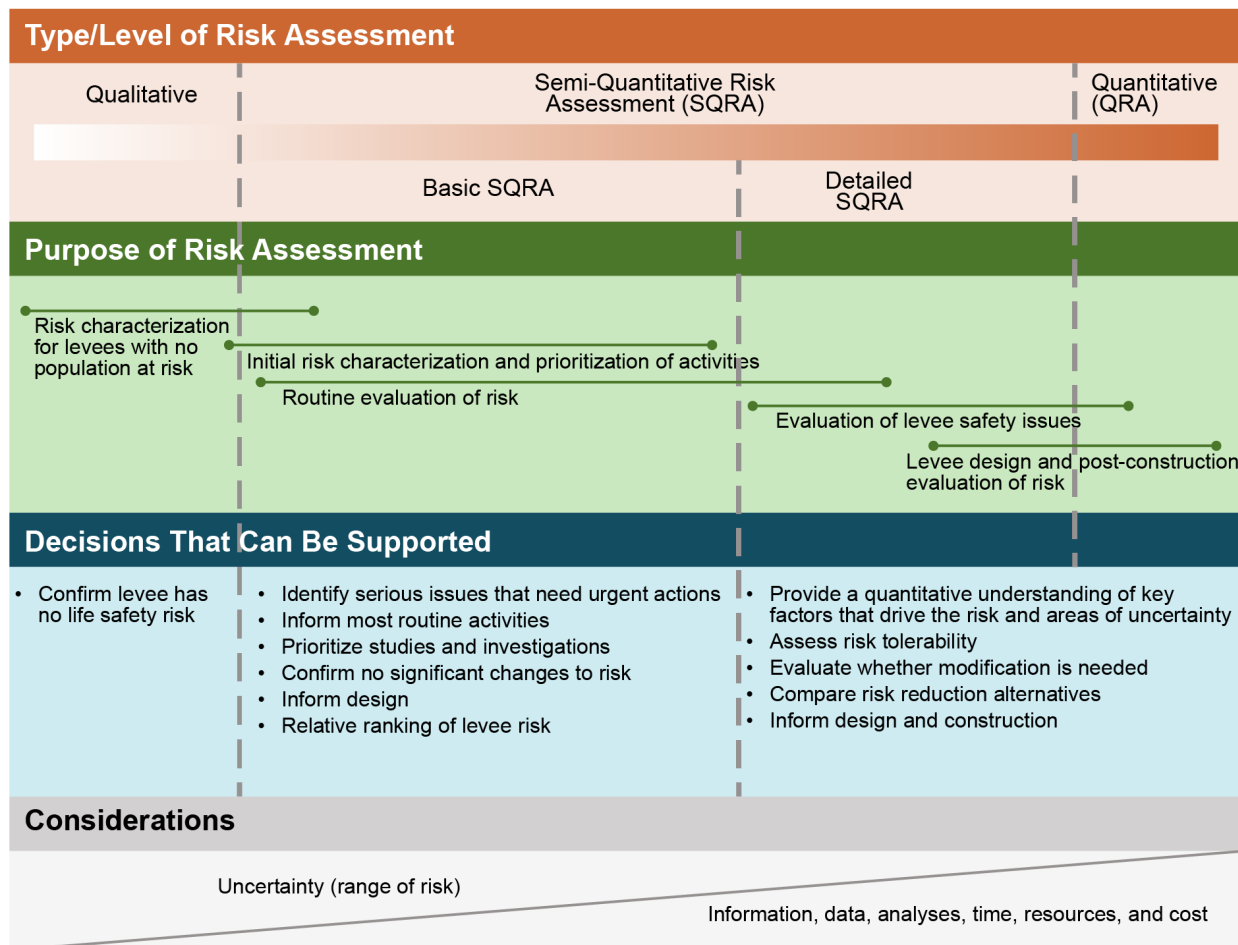 Type/Level of Risk Assessment
Qualitative
Semi-Quantitative Risk
Assessment (SQRA)
Quantitative
(QRA)
Basic SQRA
Detailed
SQRA
Purpose of Risk Assessment
Risk characterization
for levees with no
population at risk
Initial risk characterization and prioritization of activities
Routine evaluation of risk
Evaluation of levee safety issues
Levee design and post-construction
evaluation of risk
Decisions That Can Be Supported
• Confirm levee has
no life safety risk
• Identify serious issues that need urgent actions
• Inform most routine activities
• Prioritize studies and investigations
• Confirm no significant changes to risk
• Inform design
• Relative ranking of levee risk
• Provide a quantitative understanding of key
factors that drive the risk and areas of uncertainty
• Assess risk tolerability
• Evaluate whether modification is needed
• Compare risk reduction alternatives
• Inform design and construction
Considerations
Uncertainty (range of risk)
Information, data, analyses, time, resources, and cost